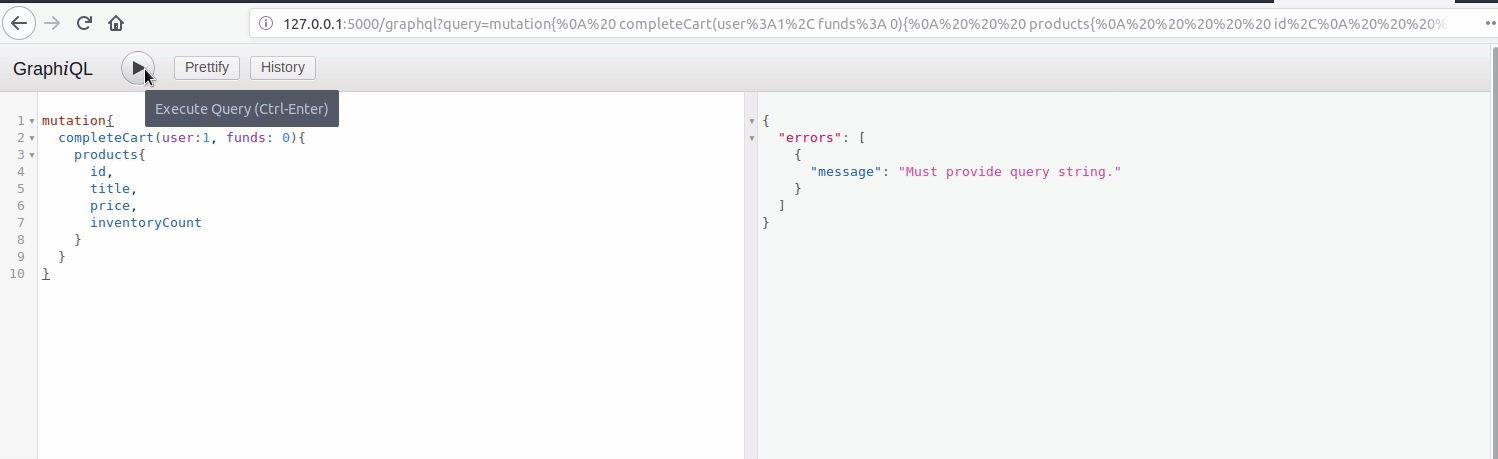 127.0.0.1:5000/graphql?query=mutation{%0A%20 completeCart(user%3A1%2C funds%3A 0){%0A%20%20%20 products{%0A%20%20%20%20%20 id%2C%0A%20%20%20%20%
GraphiQL
Prettify
History
Execute Query (Ctrl-Enter)
1 mutation{
2 completeCart(user:1, funds: 0){
3 products{
4 id,
5 title,
6 price,
7 inventoryCount
8 }
9 }
10 }
{
"errors": [
{
"message": "Must provide query string."
}
]
}